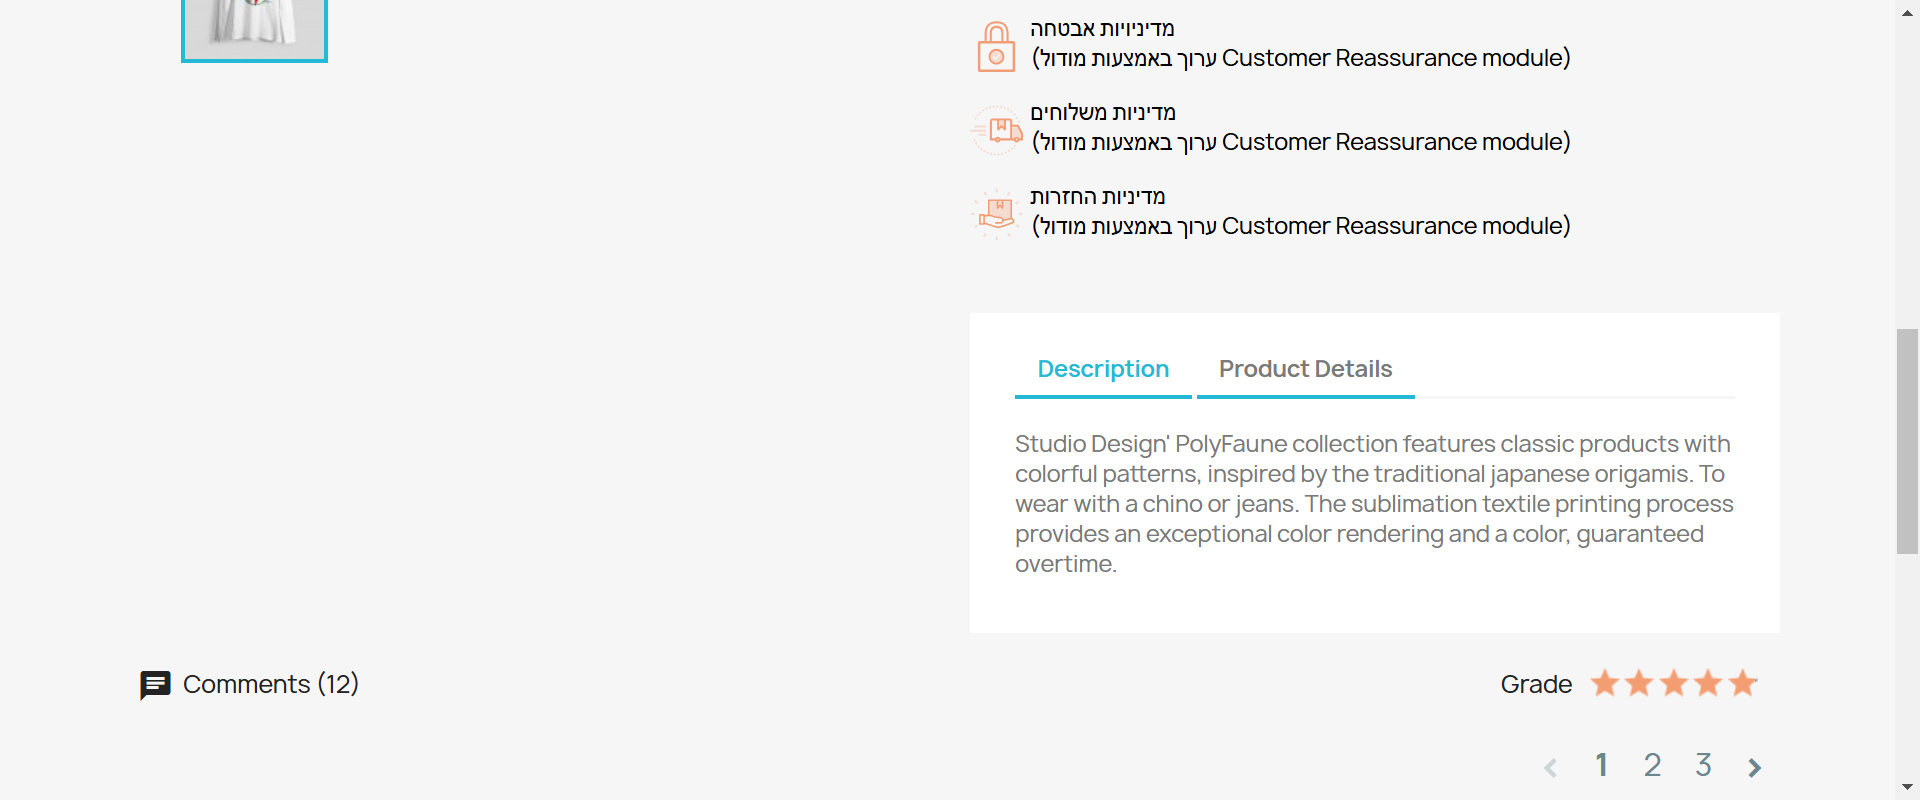 מדיניויות אבטחה
(ערוך באמצעות מודול Customer Reassurance module)
מדיניות משלוחים
(ערוך באמצעות מודול Customer Reassurance module)
מדיניות החזרות
(ערוך באמצעות מודול Customer Reassurance module)
Description Product Details
Studio Design' PolyFaune collection features classic products with
colorful patterns, inspired by the traditional japanese origamis. To
wear with a chino or jeans. The sublimation textile printing process
provides an exceptional color rendering and a color, guaranteed
overtime.
Comments (12) Grade
1 2 3